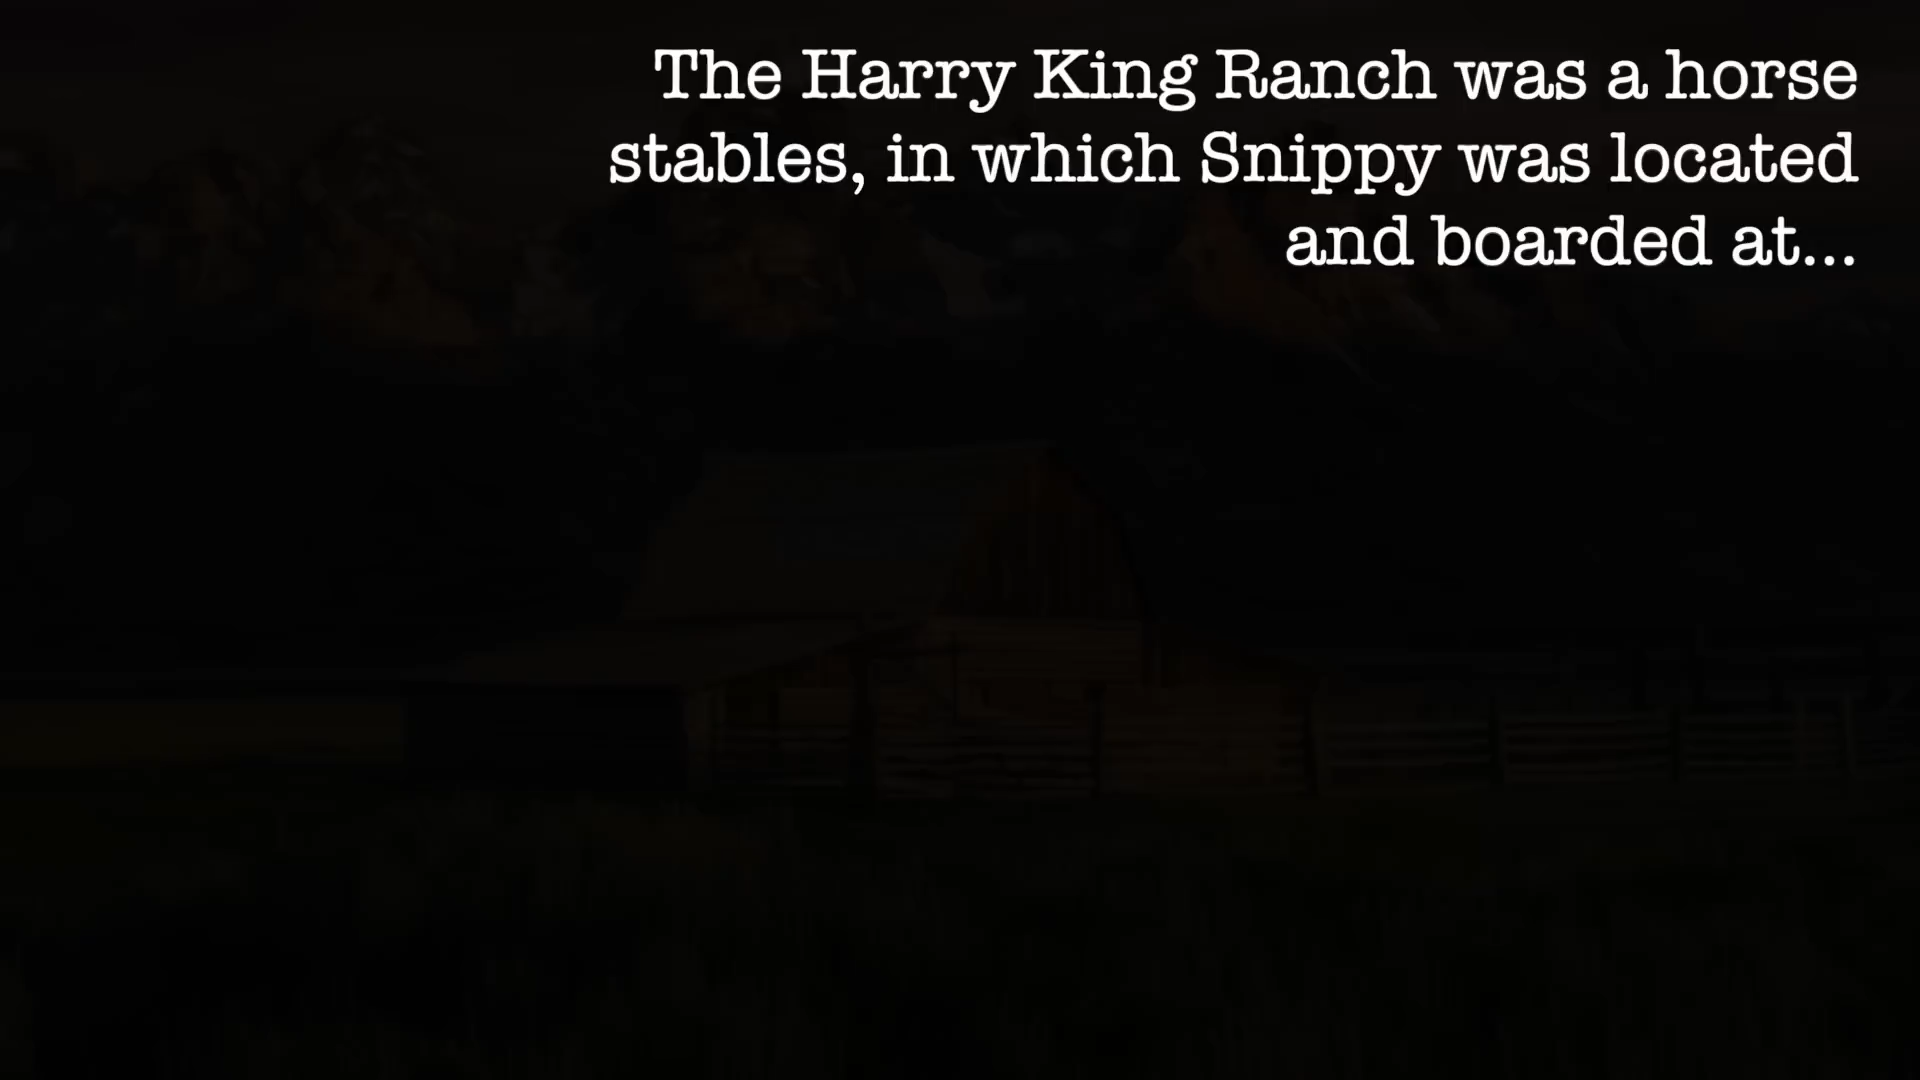 The Harry King Ranch was a horse
stables, in which Snippy was located
and boarded at...